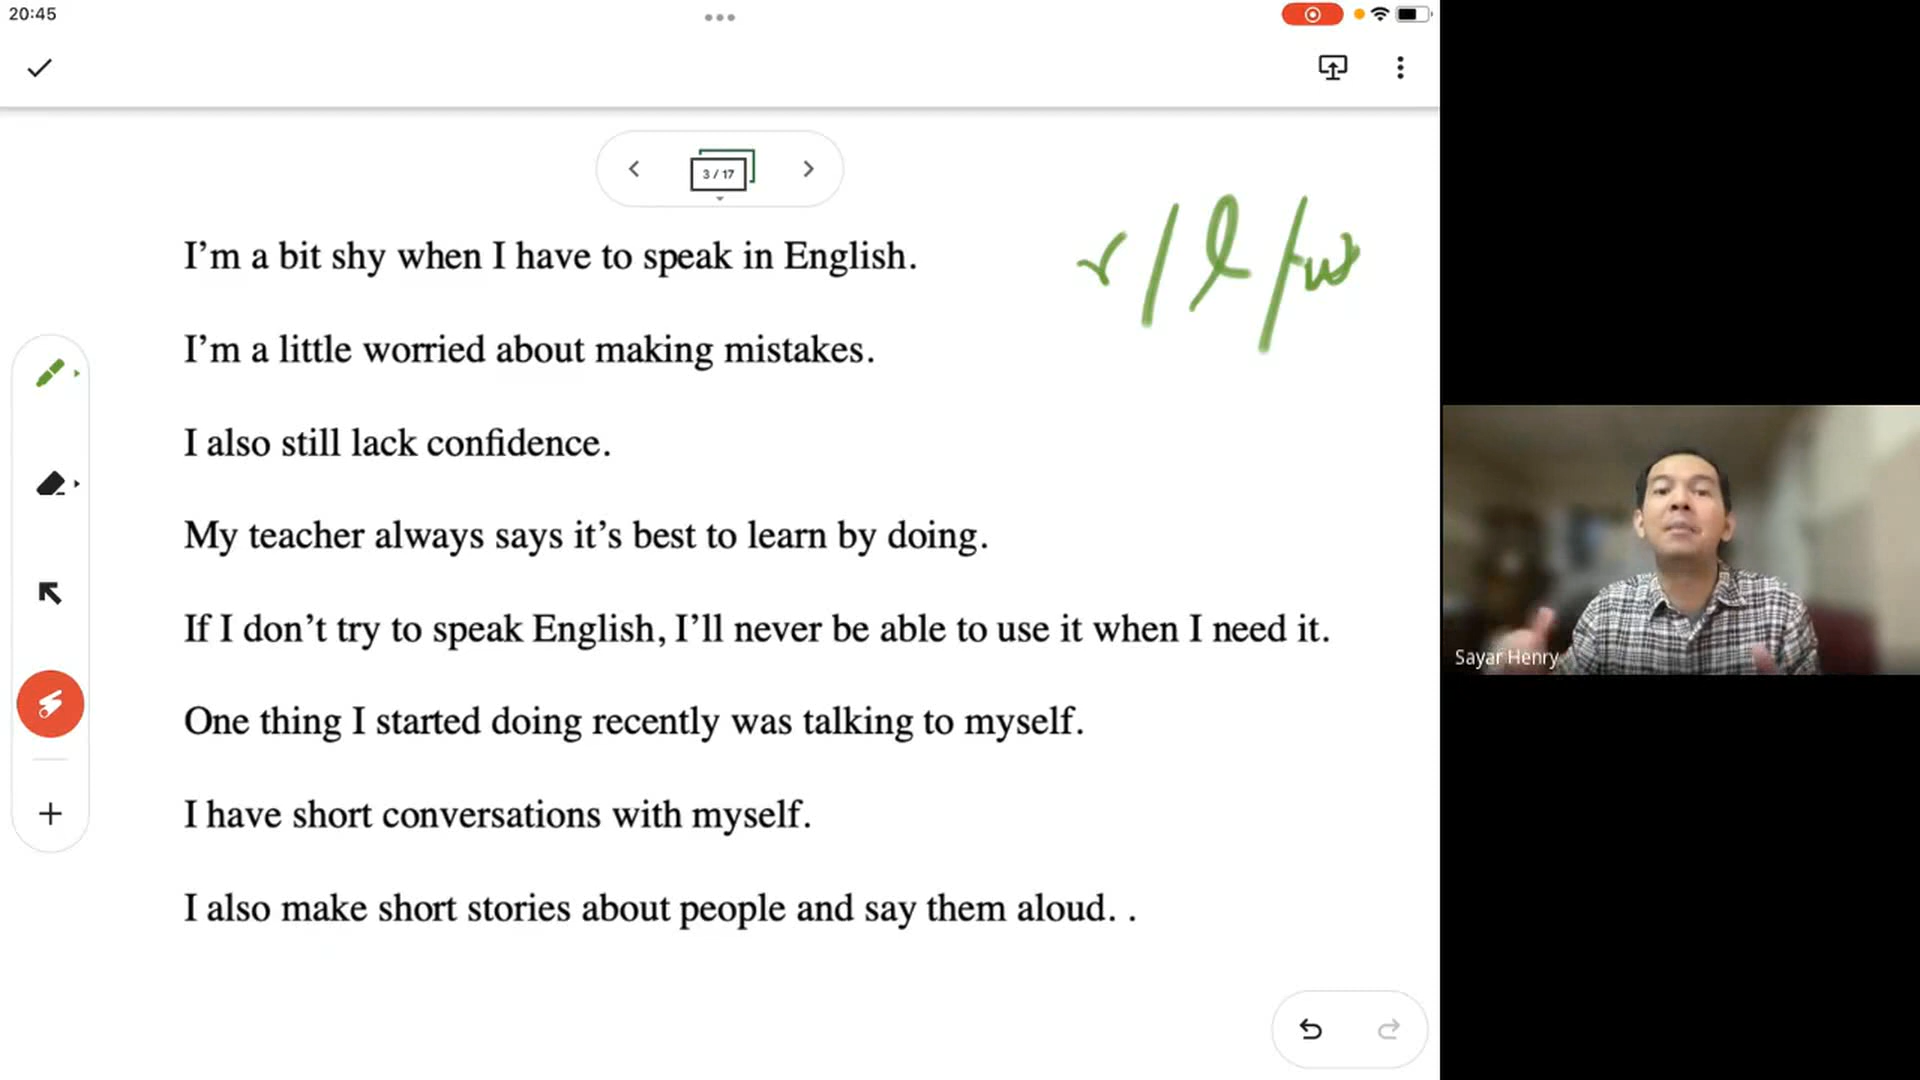 20:45
3 / 17
I’m a bit shy when I have to speak in English.
I’m a little worried about making mistakes.
I also still lack confidence.
My teacher always says it’s best to learn by doing.
If I don’t try to speak English, I’ll never be able to use it when I need it.
One thing I started doing recently was talking to myself.
I have short conversations with myself.
I also make short stories about people and say them aloud. .
Sayar Henry